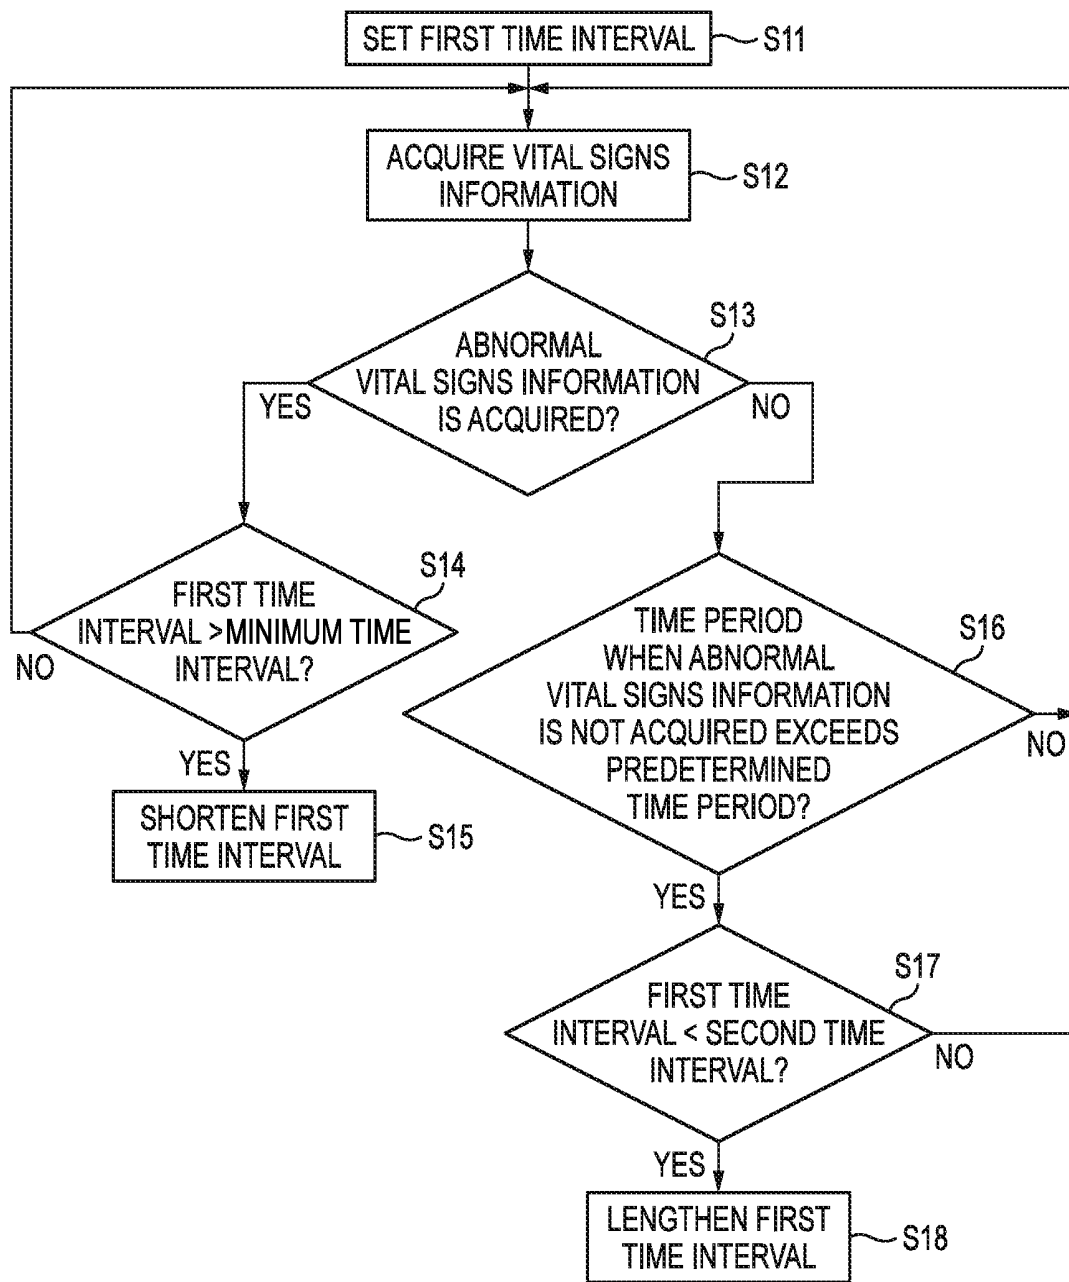 SET FIRST TIME INTERVAL
S11
ACQUIRE VITAL SIGNS
INFORMATION
S12
S13
ABNORMAL
VITAL SIGNS INFORMATION
IS ACQUIRED?
YES
NO
S14
FIRST TIME
INTERVAL >MINIMUM TIME
INTERVAL?
NO
YES
SHORTEN FIRST
TIME INTERVAL
S15
S16
TIME PERIOD
WHEN ABNORMAL
VITAL SIGNS INFORMATION
IS NOT ACQUIRED EXCEEDS
PREDETERMINED
TIME PERIOD?
NO
YES
S17
FIRST TIME
INTERVAL < SECOND TIME
INTERVAL?
NO
YES
LENGTHEN FIRST
TIME INTERVAL
S18